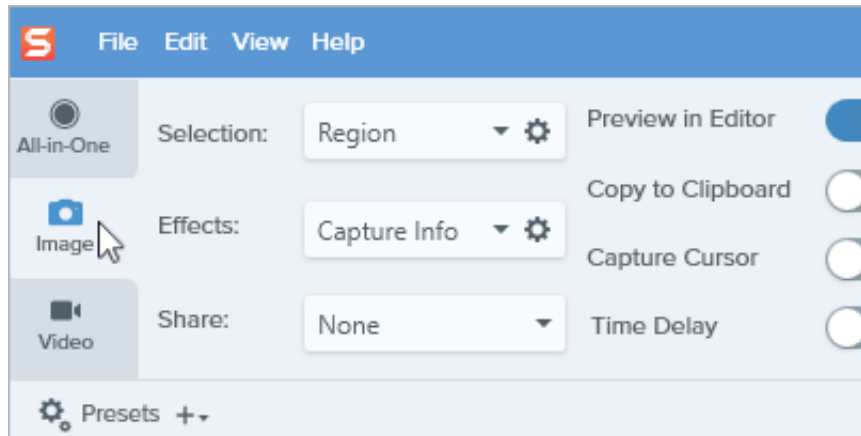 S File Edit View Help
All-in-One
Image
Video
Selection: Region
Effects: Capture Info
Share: None
Preview in Editor
Copy to Clipboard
Capture Cursor
Time Delay
Presets +